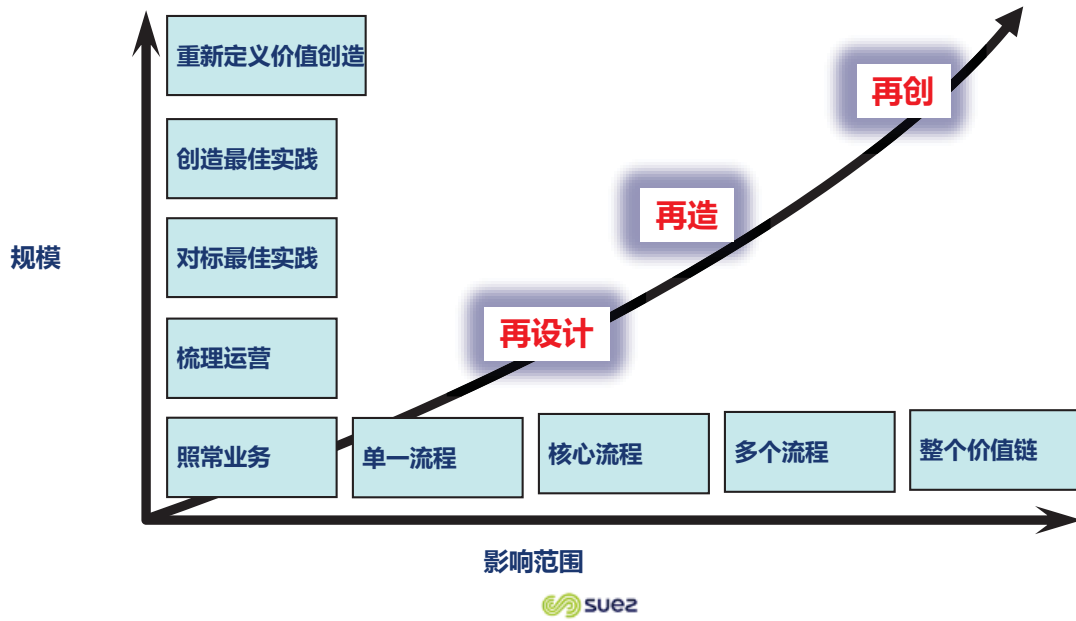 重新定义价值创造
再创
创造最佳实践
再造
对标最佳实践
规模
再设计
梳理运营
照常业务
单一流程
核心流程
多个流程
整个价值链
影响范围
suez